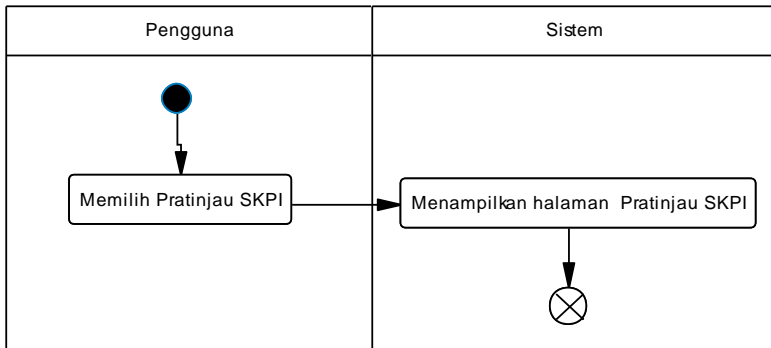 Pengguna
Sistem
Memilih Pratinjau SKPI
Menampilkan halaman Pratinjau SKPI